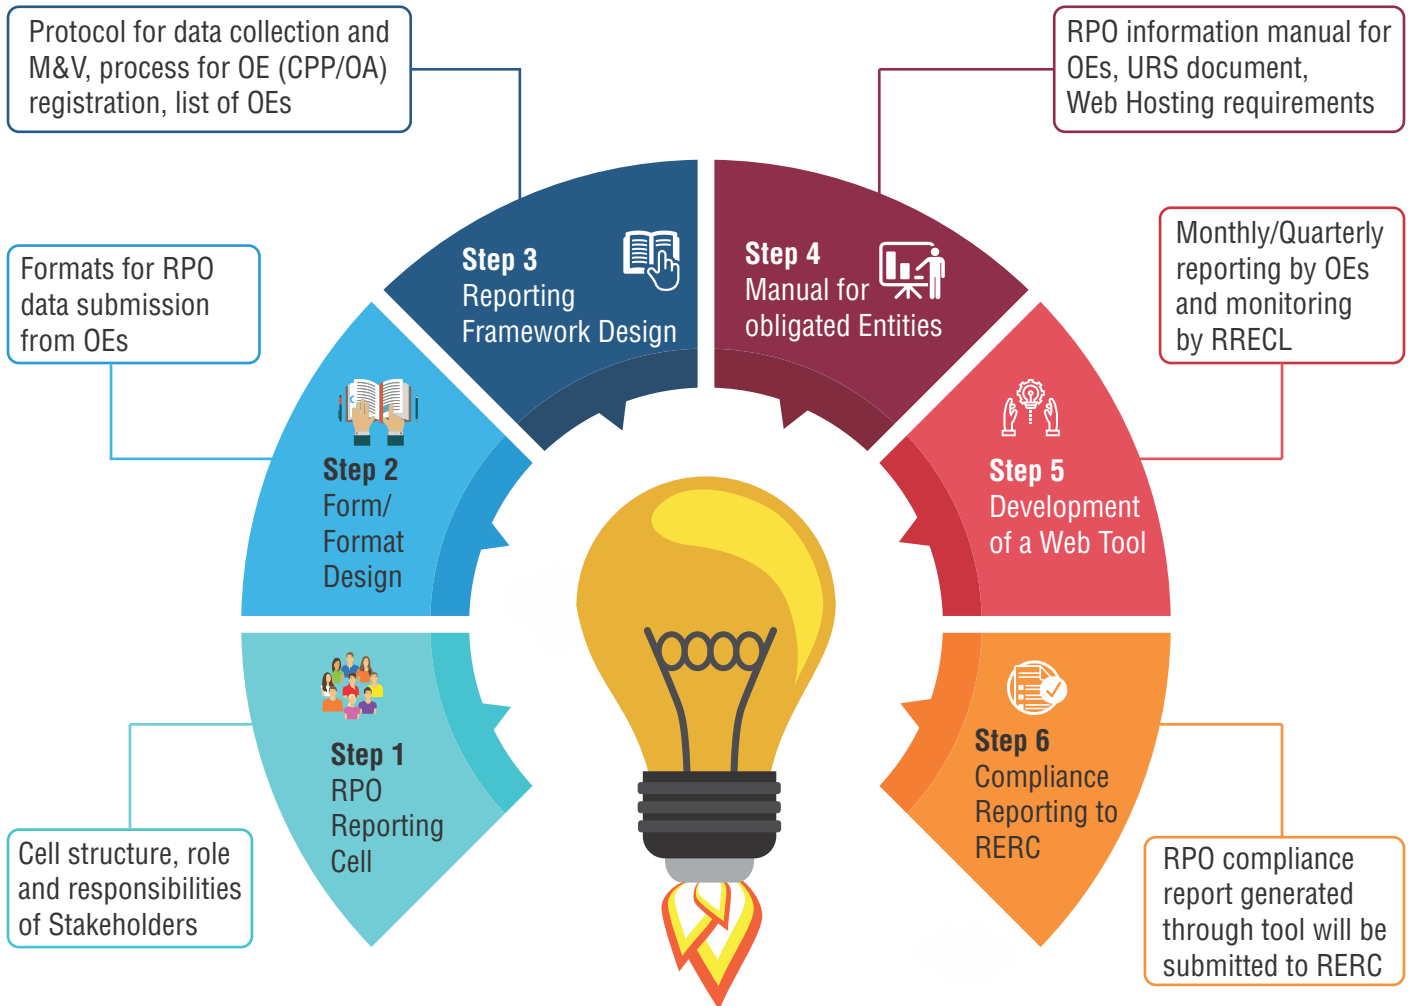 Protocol for data collection and
M&V, process for OE (CPP/OA)
registration, list of OEs
RPO information manual for
OEs, URS document,
Web Hosting requirements
Formats for RPO
data submission
from OEs
Monthly/Quarterly
reporting by OEs
and monitoring
by RRECL
Step 3
Reporting
Framework Design
Step 4
Manual for
obligated Entities
Step 2
Form/
Format
Design
Step 5
Development
of a Web Tool
Step 1
RPO
Reporting
Cell
Step 6
Compliance
Reporting to
RERC
Cell structure, role
and responsibilities
of Stakeholders
RPO compliance
report generated
through tool will be
submitted to RERC